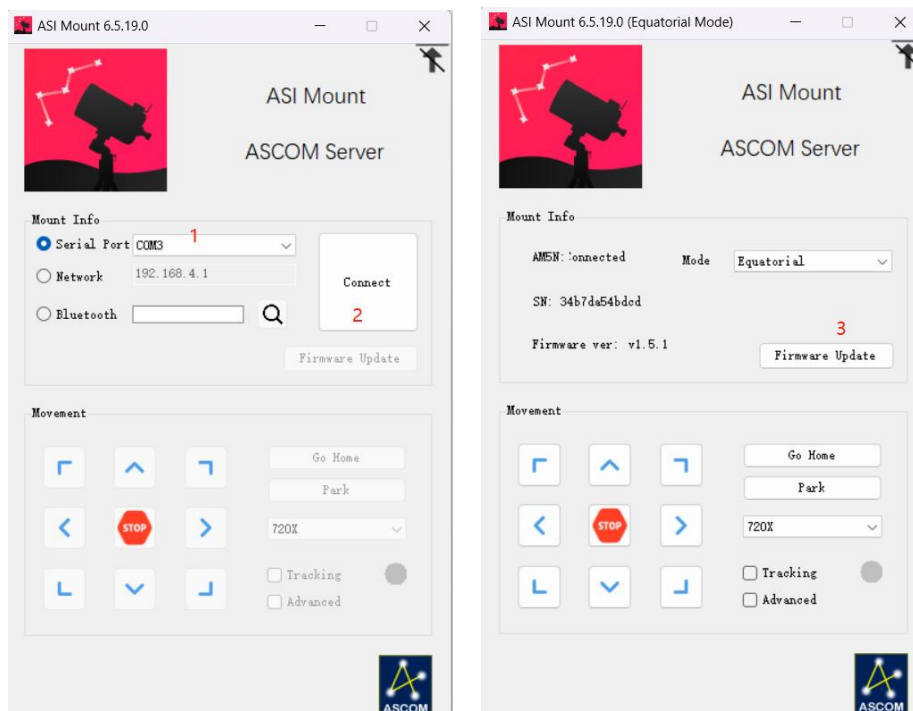 ASI Mount 6.5.19.0
ASI Mount
ASCOM Server
Mount Info
Serial Port COM3 1
Network 192.168.4.1
Connect
2
Bluetooth
Firmware Update
Movement
Go Home
Park
STOP
720X
Tracking
Advanced
ASCOM
ASI Mount 6.5.19.0 (Equatorial Mode)
ASI Mount
ASCOM Server
Mount Info
AM5N: onnected Mode Equatorial
SN: 34b7da54bdcd
3
Firmware ver: v1.5.1 Firmware Update
Movement
Go Home
Park
STOP
720X
Tracking
Advanced
ASCOM